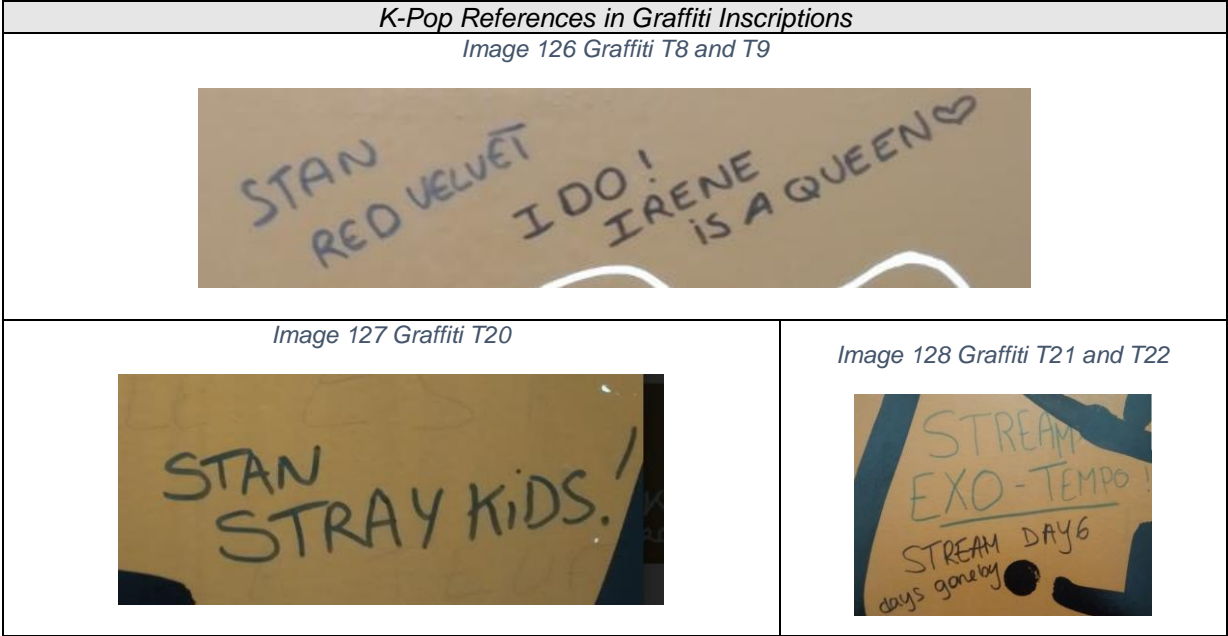 K-Pop References in Graffiti Inscriptions
Image 126 Graffiti T8 and T9
STAN
RED VELVET
I DO!
IRENE
iS A QUEEN♡
Image 127 Graffiti T20
STAN
STRAY KiDS!
Image 128 Graffiti T21 and T22
STREAM
EXO-TEMPO!
STREAM DAY6
days gone by